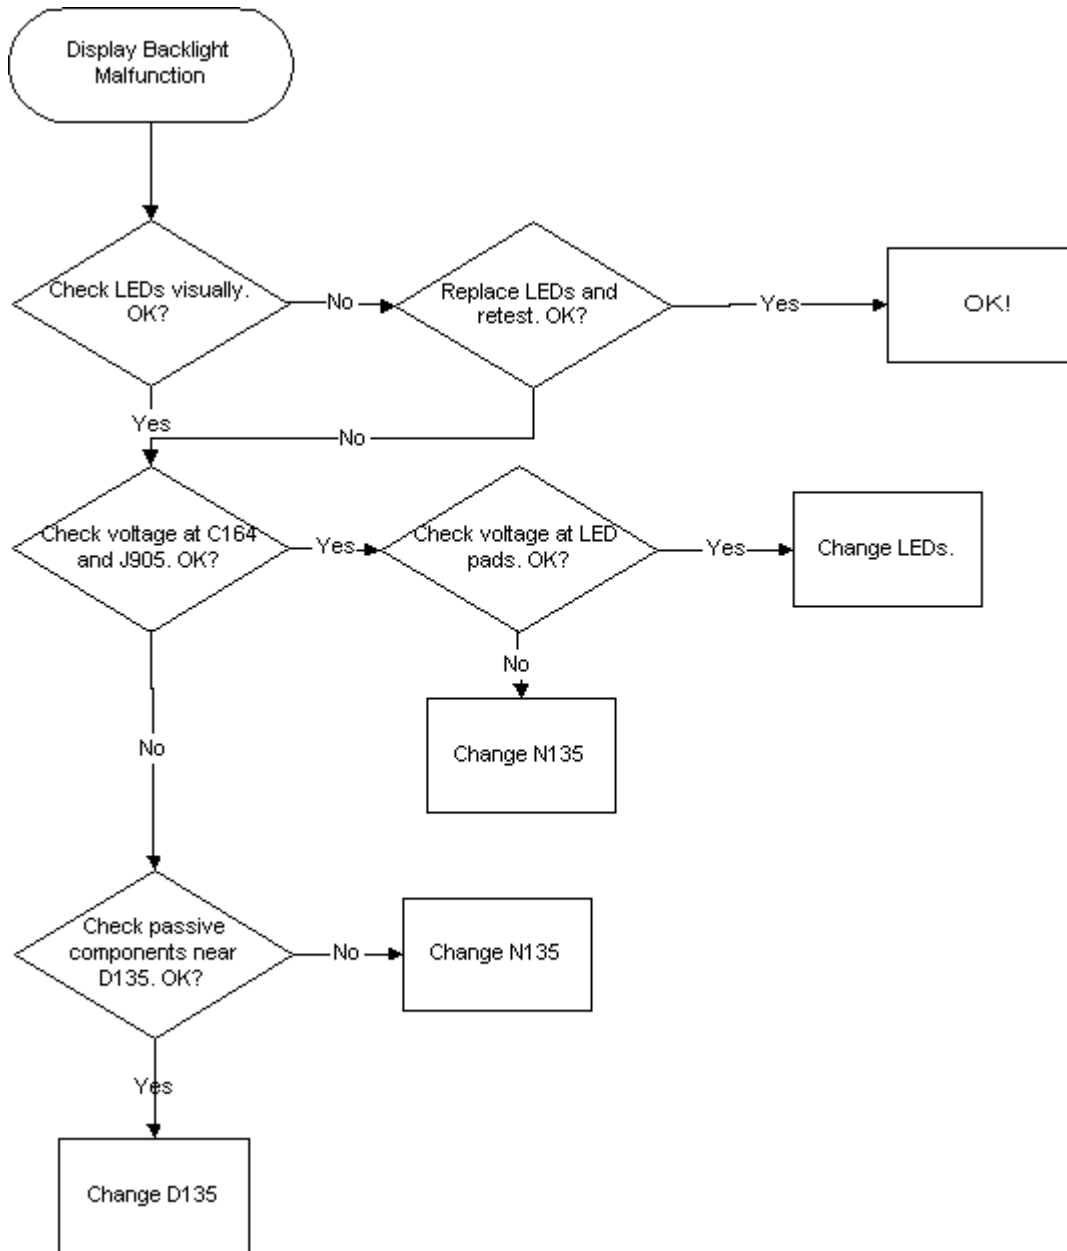 Display Backlight
Malfunction
Check LEDs visually.
OK?
No
Replace LEDs and
retest. OK?
Yes
OK!
Yes
No
Check voltage at C164
and J905. OK?
Yes
Check voltage at LED
pads. OK?
Yes
Change LEDs.
No
Change N135
No
Check passive
components near
D135. OK?
No
Change N135
Yes
Change D135